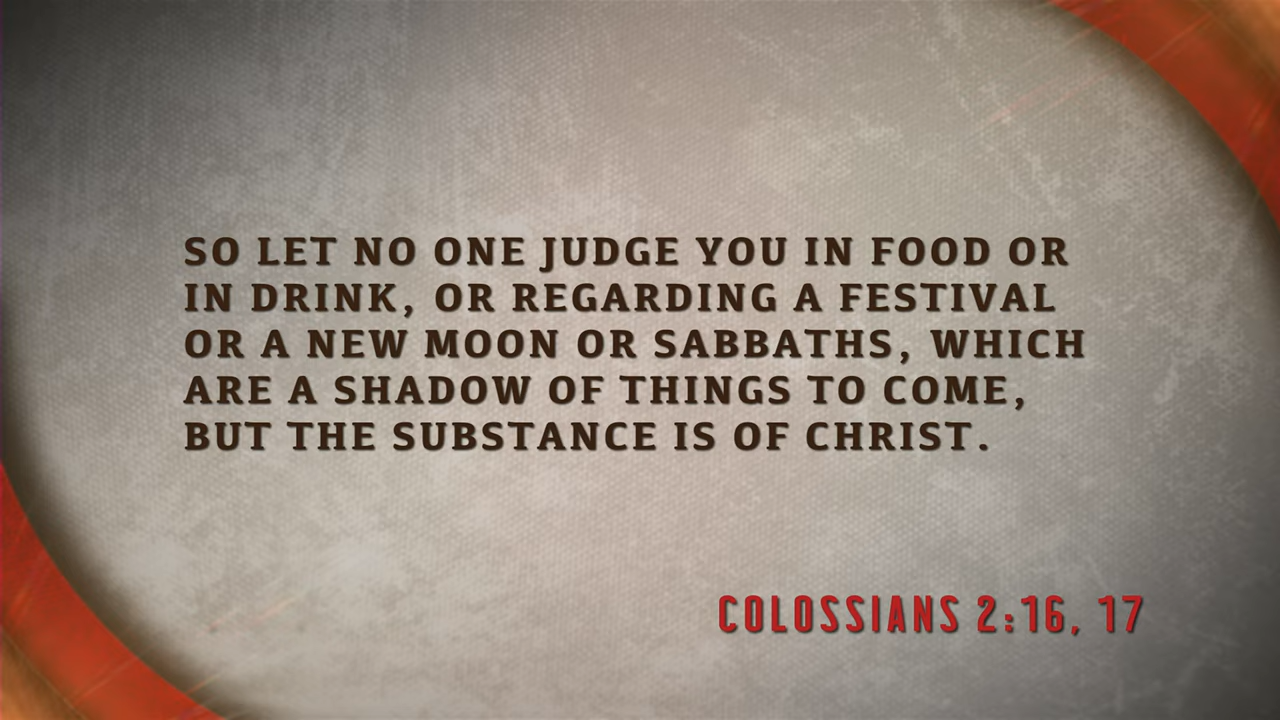 SO LET NO ONE JUDGE YOU IN FOOD OR
IN DRINK, OR REGARDING A FESTIVAL
OR A NEW MOON OR SABBATHS, WHICH
ARE A SHADOW OF THINGS TO COME,
BUT THE SUBSTANCE IS OF CHRIST.
COLOSSIANS 2:16, 17